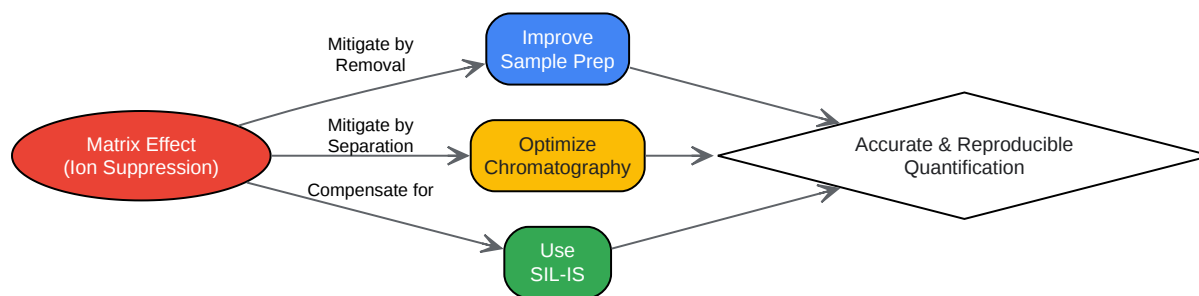 Matrix Effect
(Ion Suppression)
Mitigate by
Removal
Mitigate by
Separation
Compensate for
Improve
Sample Prep
Optimize
Chromatography
Use
SIL-IS
Accurate & Reproducible
Quantification